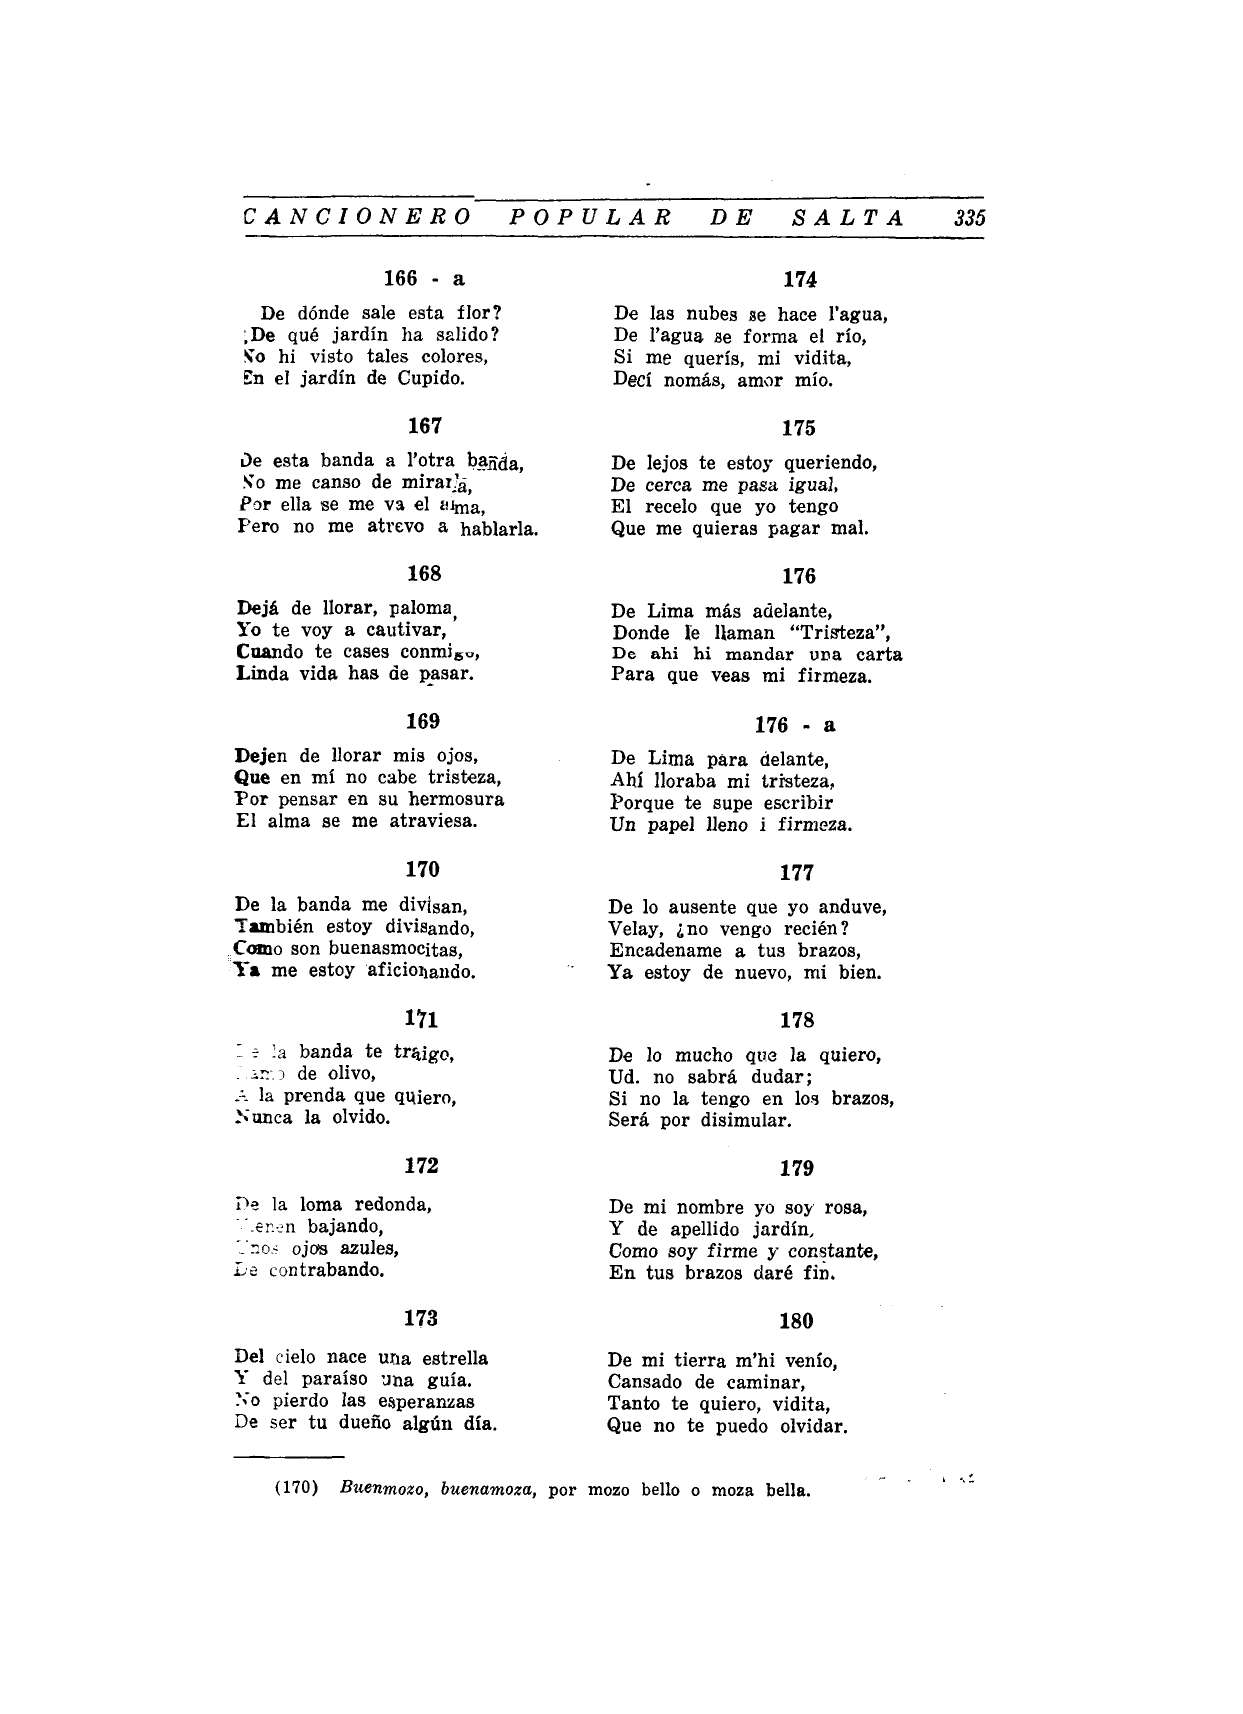 CANCIONERO POPULAR DE SALTA 335
166 - a
De dónde sale esta flor?
¿De qué jardín ha salido?
No hi visto tales colores,
En el jardín de Cupido.
167
De esta banda a l'otra banda,
No me canso de mirarla,
Por ella se me va el alma,
Pero no me atrevo a hablarla.
168
Dejá de llorar, paloma,
Yo te voy a cautivar,
Cuando te cases conmigo,
Linda vida has de pasar.
169
Dejen de llorar mis ojos,
Que en mí no cabe tristeza,
Por pensar en su hermosura
El alma se me atraviesa.
170
De la banda me divisan,
También estoy divisando,
Como son buenasmocitas,
Ya me estoy aficionando.
171
De la banda te traigo,
Ramo de olivo,
A la prenda que quiero,
Nunca la olvido.
172
De la loma redonda,
Vienen bajando,
Unos ojos azules,
De contrabando.
173
Del cielo nace una estrella
Y del paraíso una guía.
No pierdo las esperanzas
De ser tu dueño algún día.
174
De las nubes se hace l'agua,
De l'agua se forma el río,
Si me querís, mi vidita,
Decí nomás, amor mío.
175
De lejos te estoy queriendo,
De cerca me pasa igual,
El recelo que yo tengo
Que me quieras pagar mal.
176
De Lima más adelante,
Donde le llaman “Tristeza”,
De ahi hi mandar una carta
Para que veas mi firmeza.
176 - a
De Lima para delante,
Ahí lloraba mi tristeza,
Porque te supe escribir
Un papel lleno i firmeza.
177
De lo ausente que yo anduve,
Velay, ¿no vengo recién?
Encadename a tus brazos,
Ya estoy de nuevo, mi bien.
178
De lo mucho que la quiero,
Ud. no sabrá dudar;
Si no la tengo en los brazos,
Será por disimular.
179
De mi nombre yo soy rosa,
Y de apellido jardín,
Como soy firme y constante,
En tus brazos daré fin.
180
De mi tierra m'hi venío,
Cansado de caminar,
Tanto te quiero, vidita,
Que no te puedo olvidar.
(170) Buenmozo, buenamoza, por mozo bello o moza bella.